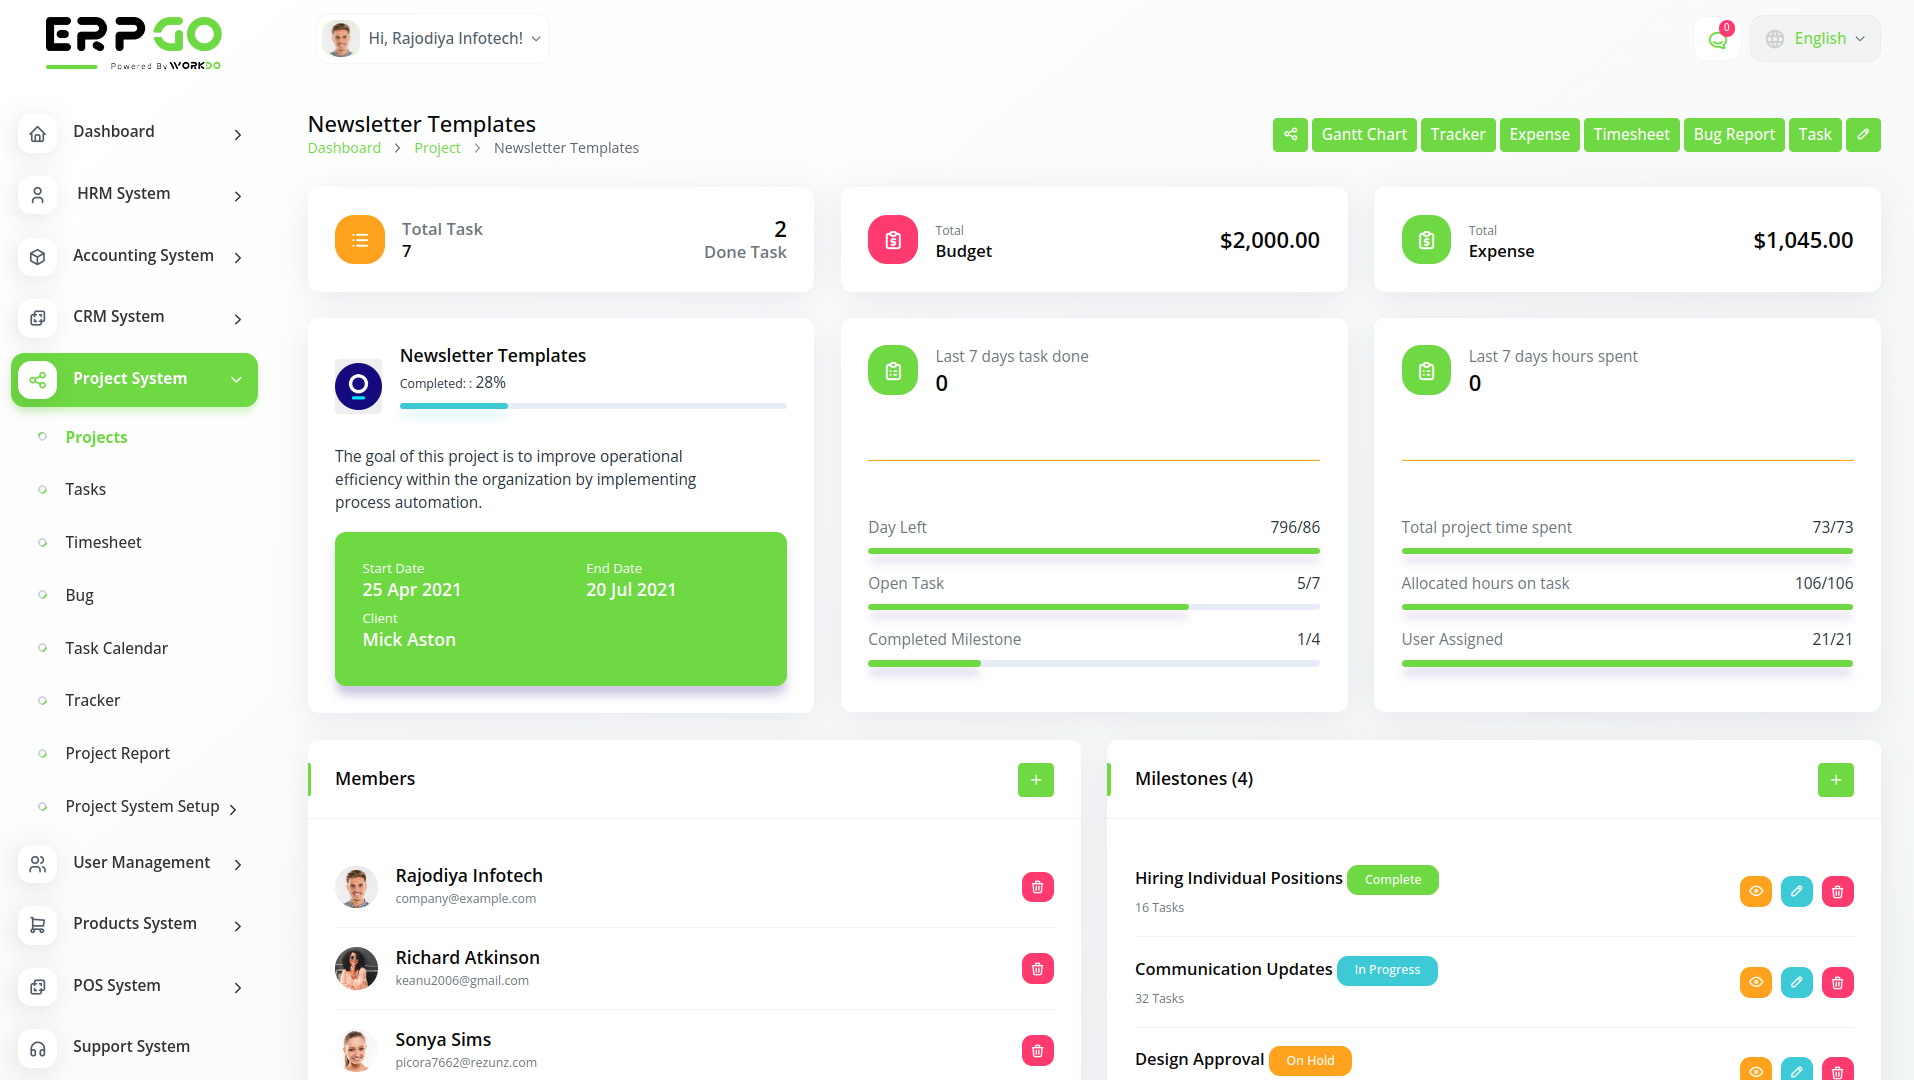 ERPGO
Powered By WORKDO
Hi, Rajodiya Infotech!
0
English
Dashboard
HRM System
Accounting System
CRM System
Project System
Projects
Tasks
Timesheet
Bug
Task Calendar
Tracker
Project Report
Project System Setup
User Management
Products System
POS System
Support System
Newsletter Templates
Dashboard > Project > Newsletter Templates
Gantt Chart Tracker Expense Timesheet Bug Report Task
Total Task
7
2
Done Task
Total
Budget
$2,000.00
Total
Expense
$1,045.00
Newsletter Templates
Completed: : 28%
The goal of this project is to improve operational
efficiency within the organization by implementing
process automation.
Start Date
25 Apr 2021
End Date
20 Jul 2021
Client
Mick Aston
Last 7 days task done
0
Day Left 796/86
Open Task 5/7
Completed Milestone 1/4
Last 7 days hours spent
0
Total project time spent 73/73
Allocated hours on task 106/106
User Assigned 21/21
Members
Rajodiya Infotech
company@example.com
Richard Atkinson
keanu2006@gmail.com
Sonya Sims
picora7662@rezunz.com
Milestones (4)
Hiring Individual Positions Complete
16 Tasks
Communication Updates In Progress
32 Tasks
Design Approval On Hold